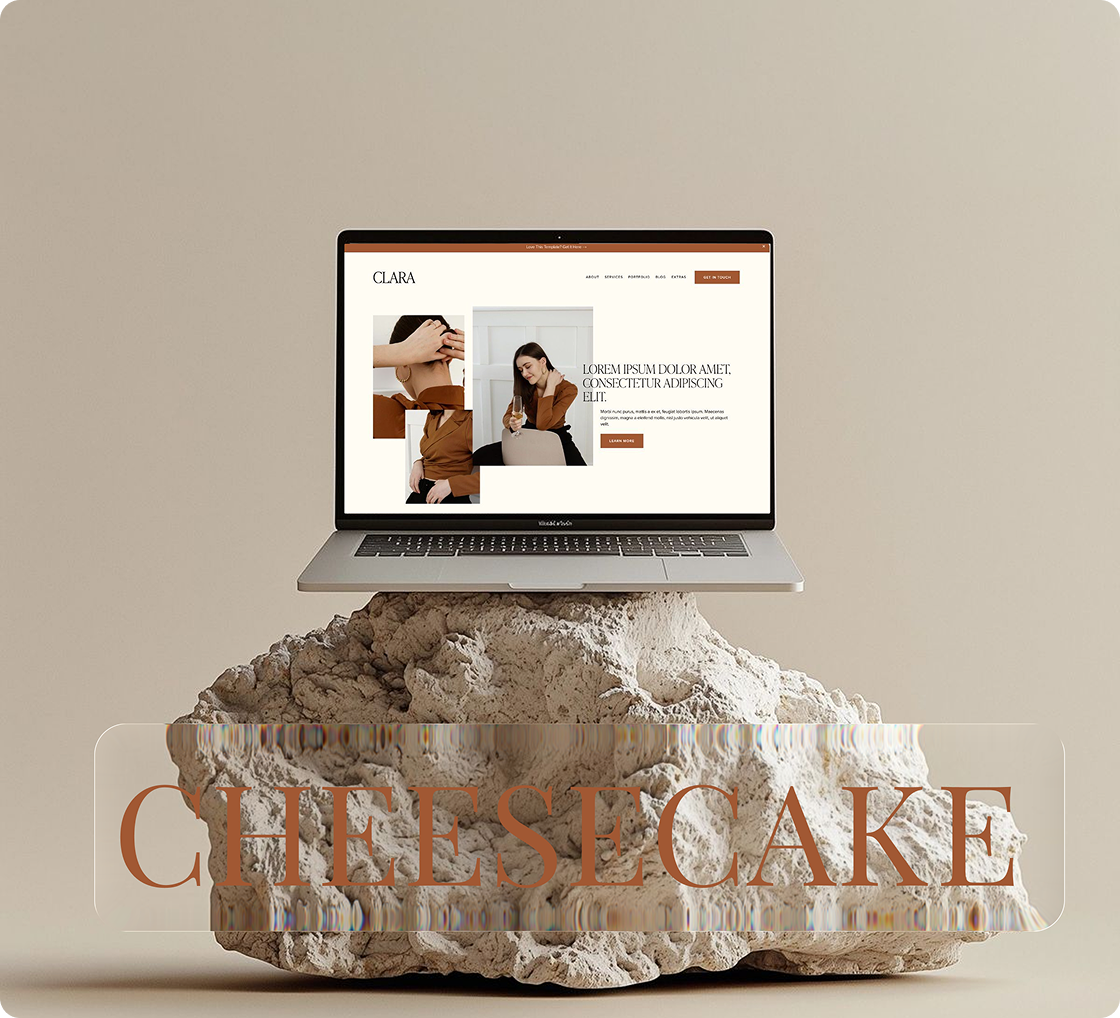 Love This Template? Get It Here →
CLARA
ABOUT SERVICES PORTFOLIO BLOG EXTRAS GET IN TOUCH
LOREM IPSUM DOLOR AMET,
CONSECTETUR ADIPISCING
ELIT.
Morbi nunc purus, mollis a ex et, feugiat lobortis ipsum. Maecenas
dignissim, magna a eleifend mollis, nisl justo vehicula velit, ut aliquet
velit.
LEARN MORE
CHEESECAKE